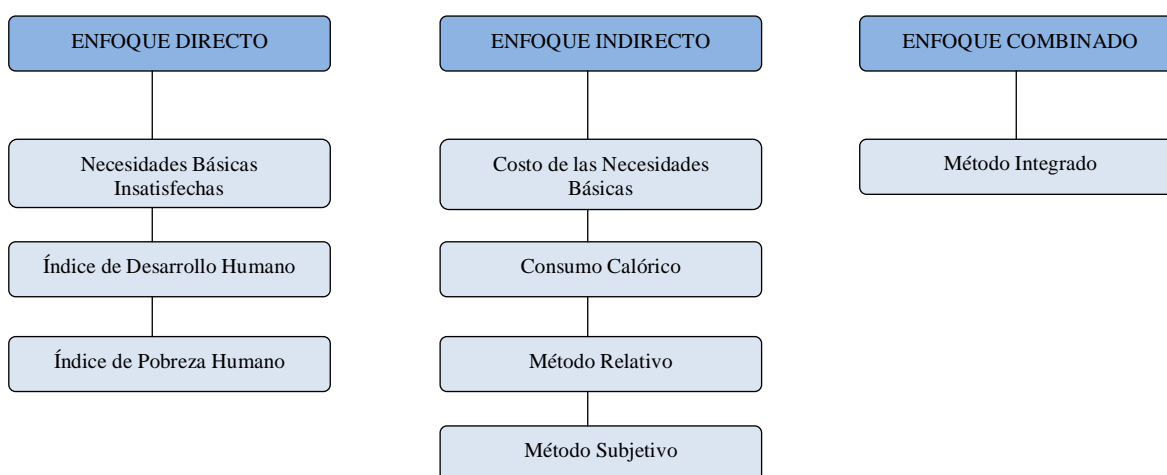 ENFOQUE DIRECTO
Necesidades Básicas
Insatisfechas
Índice de Desarrollo Humano
Índice de Pobreza Humano
ENFOQUE INDIRECTO
Costo de las Necesidades
Básicas
Consumo Calórico
Método Relativo
Método Subjetivo
ENFOQUE COMBINADO
Método Integrado